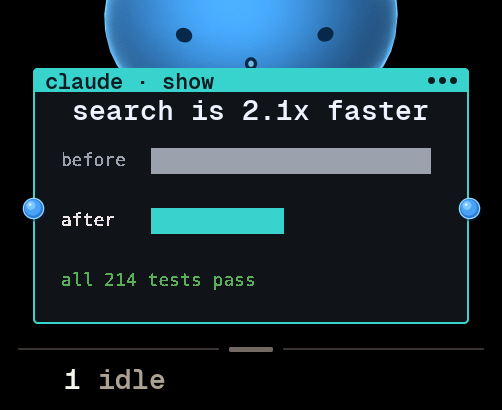 claude · show
search is 2.1x faster
before
after
all 214 tests pass
1 idle